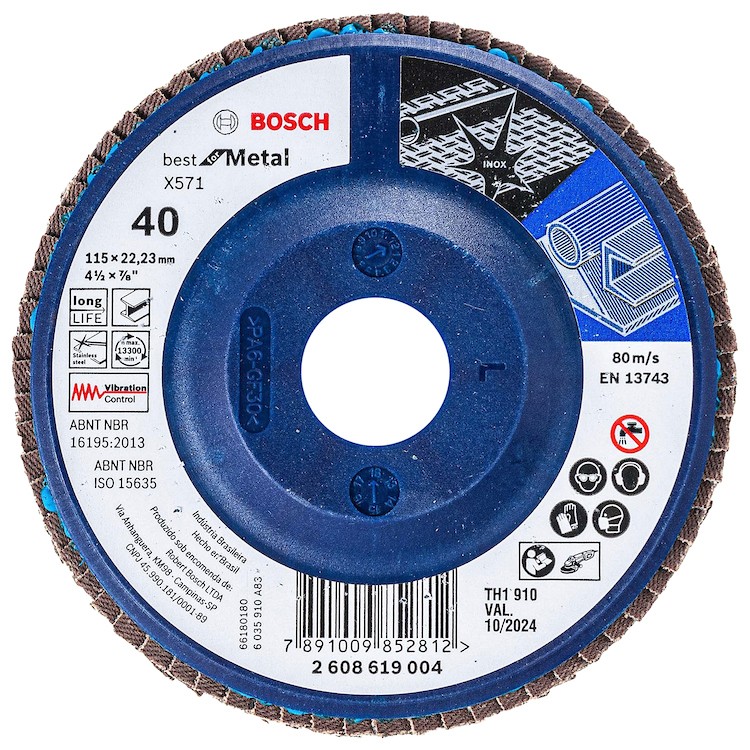 BOSCH
best for Metal
X571
40
115 × 22,23 mm
4½ × ⅞"
long
LIFE
Stainless
steel
n max.
13300
min⁻¹
Vibration
Control
ABNT NBR
16195:2013
ABNT NBR
ISO 15635
Indústria Brasileira
Hecho en Brasil
Produzido sob encomenda de:
Robert Bosch LTDA
Via Anhanguera, KM98 - Campinas-SP
CNPJ 45.990.181/0001-89
66180180
6 035 910 A83
7 891009 852812 >
2 608 619 004
INOX
80 m/s
EN 13743
TH1 910
VAL.
10/2024
>PA6-GF30<
L